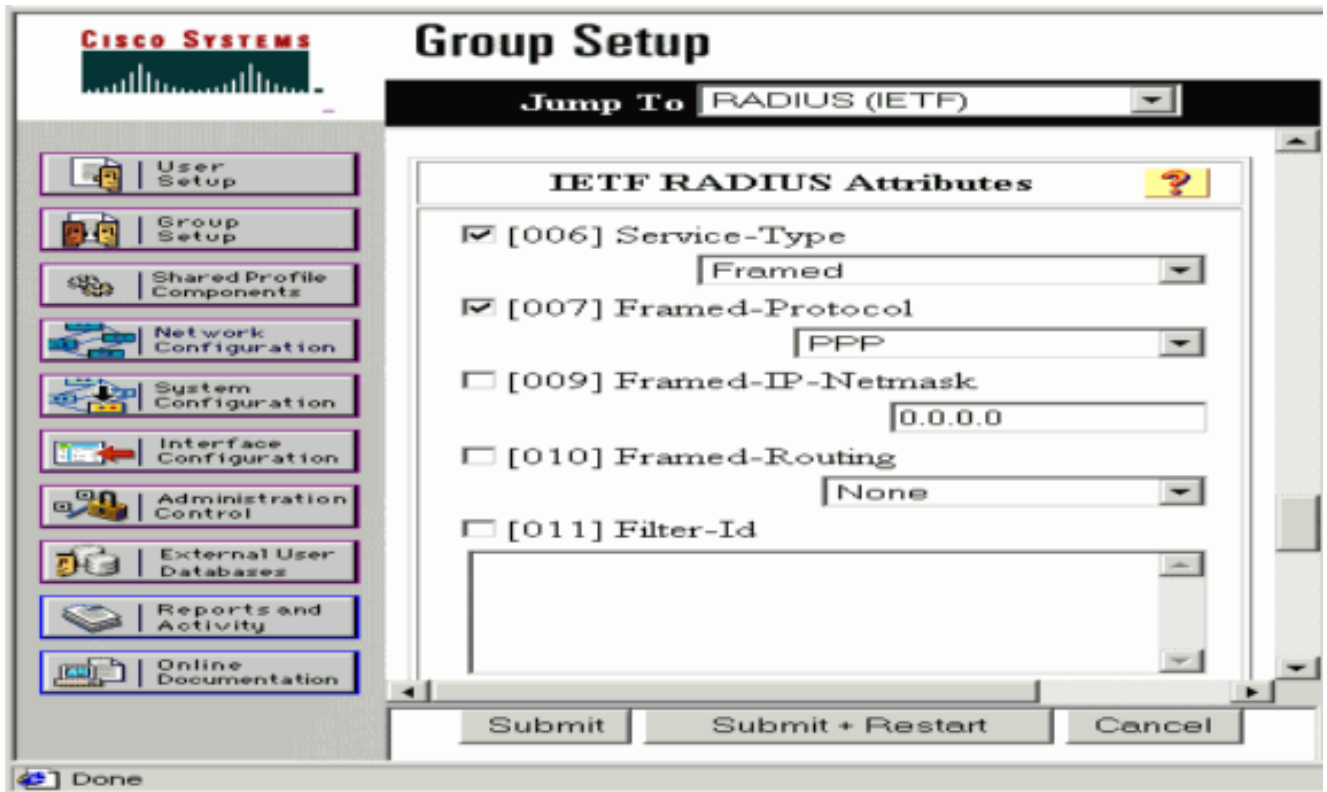 CISCO SYSTEMS
Group Setup
Jump To RADIUS (IETF)
User
Setup
Group
Setup
Shared Profile
Components
Network
Configuration
System
Configuration
Interface
Configuration
Administration
Control
External User
Databases
Reports and
Activity
Online
Documentation
IETF RADIUS Attributes
?
[006] Service-Type
Framed
[007] Framed-Protocol
PPP
[009] Framed-IP-Netmask
0.0.0.0
[010] Framed-Routing
None
[011] Filter-Id
Submit
Submit + Restart
Cancel
Done